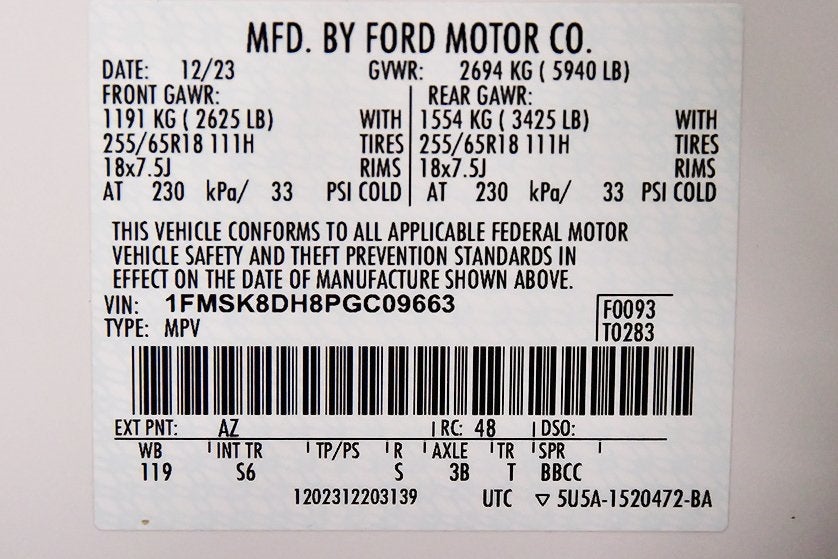 MFD. BY FORD MOTOR CO.
DATE: 12/23 GVWR: 2694 KG ( 5940 LB)
FRONT GAWR: REAR GAWR:
1191 KG ( 2625 LB) WITH 1554 KG ( 3425 LB) WITH
255/65R18 111H TIRES 255/65R18 111H TIRES
18x7.5J RIMS 18x7.5J RIMS
AT 230 kPa/ 33 PSI COLD AT 230 kPa/ 33 PSI COLD
THIS VEHICLE CONFORMS TO ALL APPLICABLE FEDERAL MOTOR
VEHICLE SAFETY AND THEFT PREVENTION STANDARDS IN
EFFECT ON THE DATE OF MANUFACTURE SHOWN ABOVE.
VIN: 1FMSK8DH8PGC09663 F0093
TYPE: MPV T0283
EXT PNT: AZ RC: 48 DSO:
WB INT TR TP/PS R AXLE TR SPR
119 S6 S 3B T BBCC
1202312203139 UTC ▽ 5U5A-1520472-BA